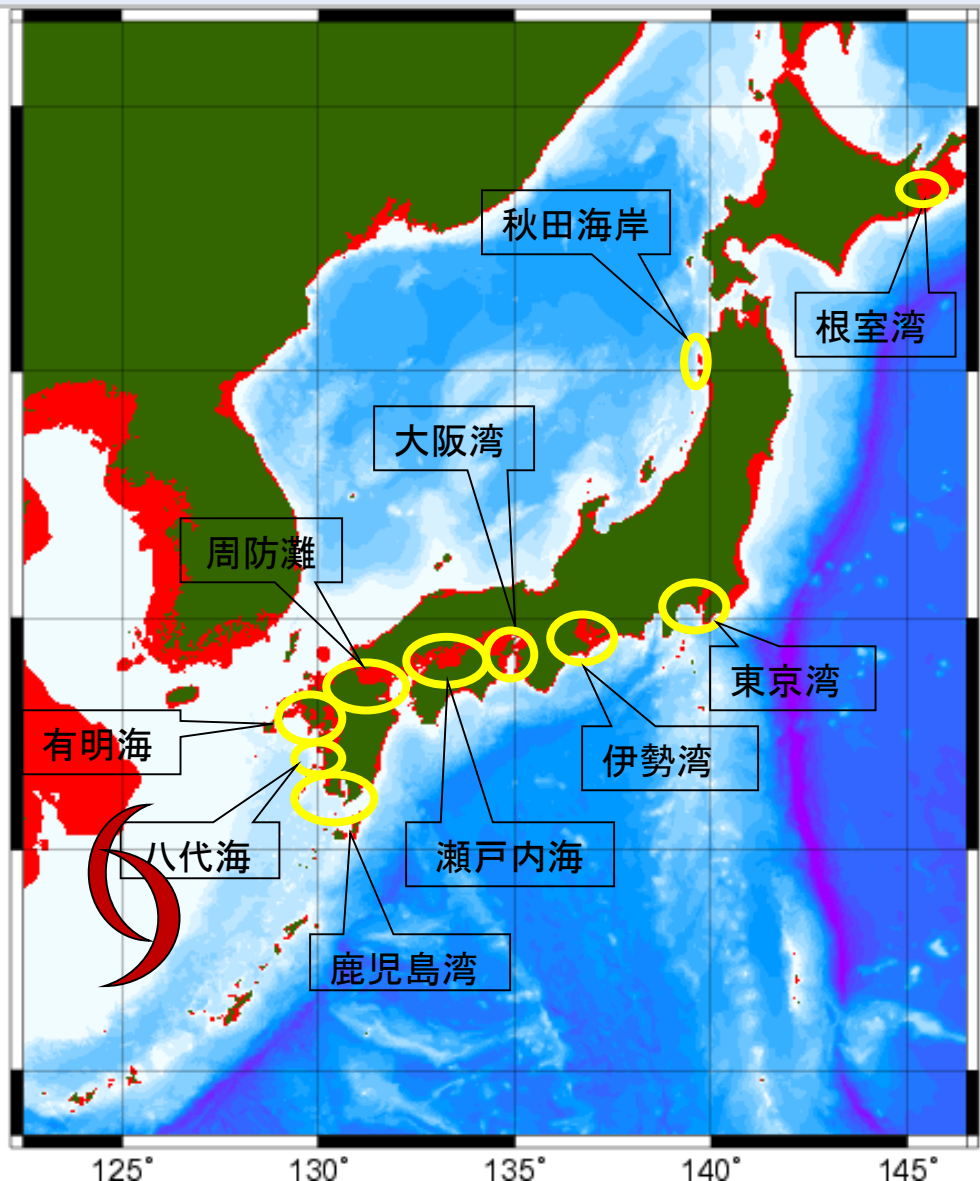 秋田海岸
根室湾
大阪湾
周防灘
東京湾
有明海
伊勢湾
八代海
瀬戸内海
鹿児島湾
125° 130° 135° 140° 145°